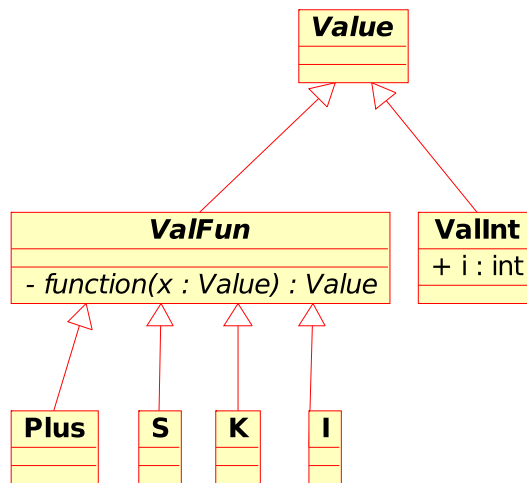 Value
ValFun
- function(x : Value) : Value
ValInt
+ i : int
Plus
S
K
I